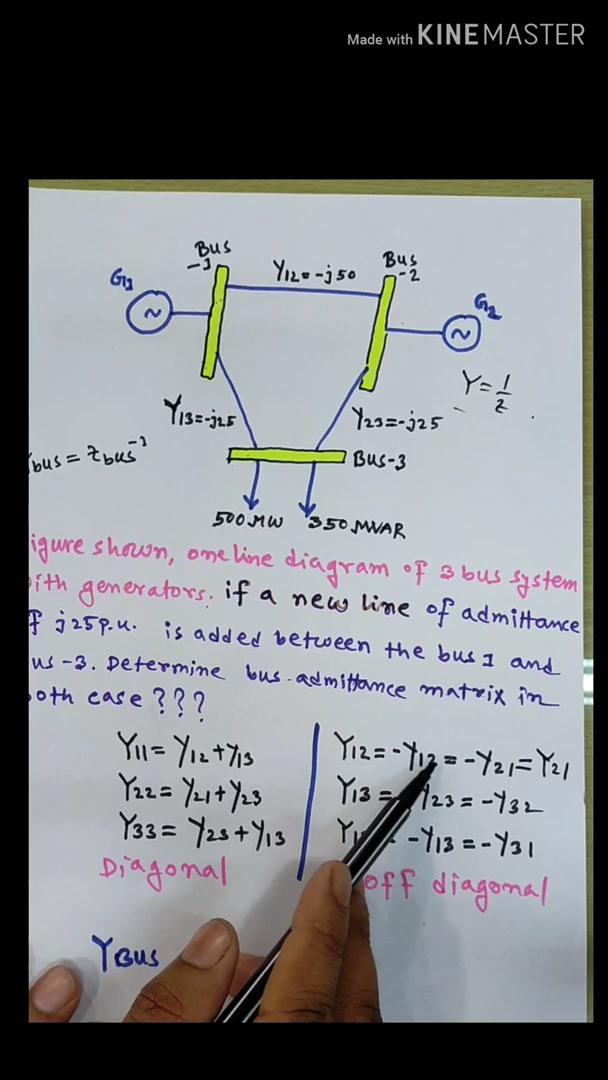 Made with KINEMASTER
Bus
-1
Y12=-j50
Bus
-2
G1
G2
~
~
Y=1/z
Y13=-j25
Y23=-j25
bus = Zbus⁻¹
Bus-3
500MW
350MVAR
igure shown, one line diagram of 3 bus system
ith generators. if a new line of admittance
f j25p.u. is added between the bus 1 and
us-3. Determine bus admittance matrix in
oth case ???
Y11= Y12+Y13
Y22= Y21+Y23
Y33= Y23+Y13
Diagonal
Y12=-Y12=-Y21=Y21
Y13= Y23=-Y32
-Y13=-Y31
off diagonal
YBUS